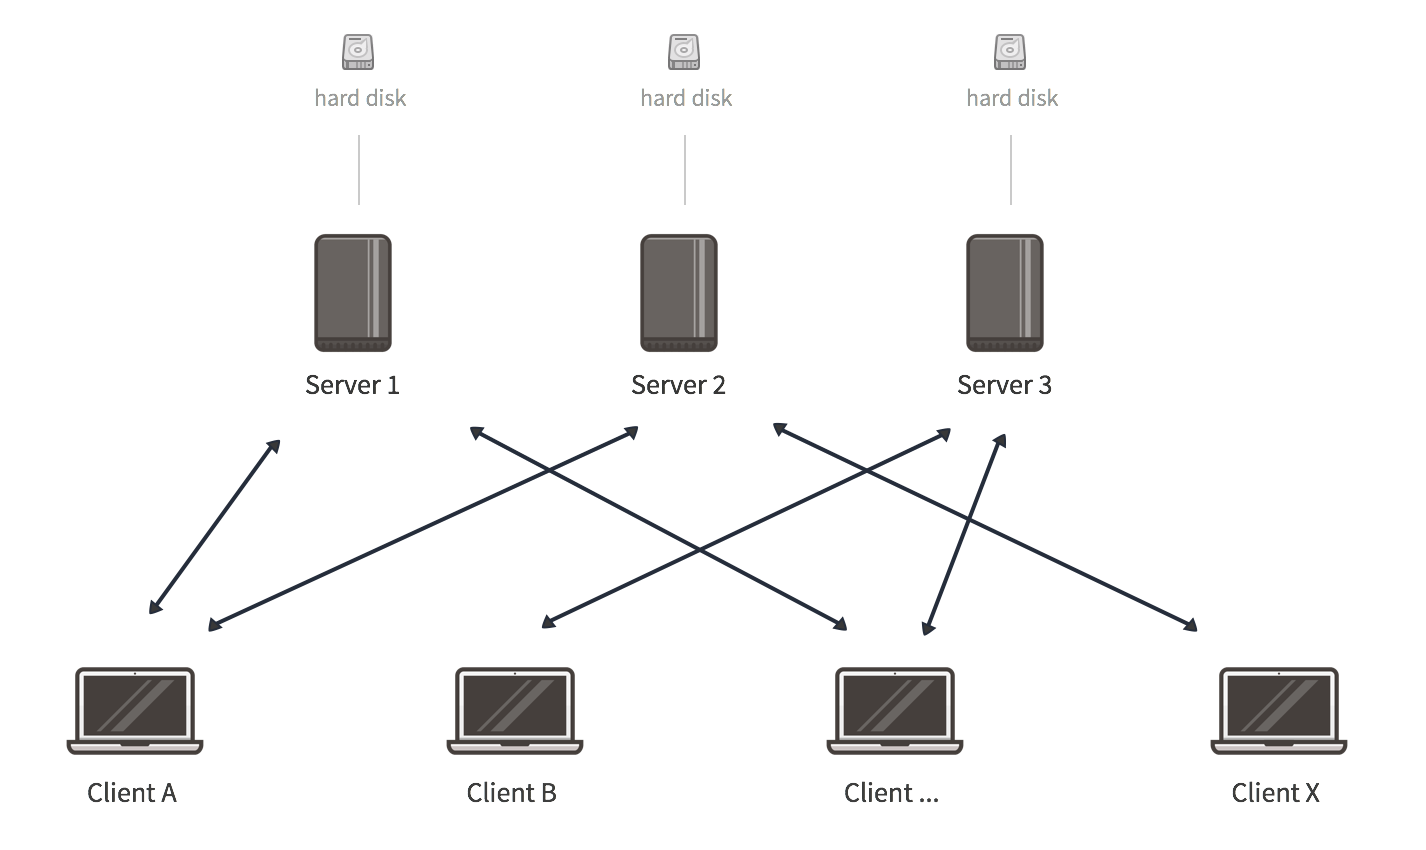 hard disk
hard disk
hard disk
Server 1
Server 2
Server 3
Client A
Client B
Client ...
Client X